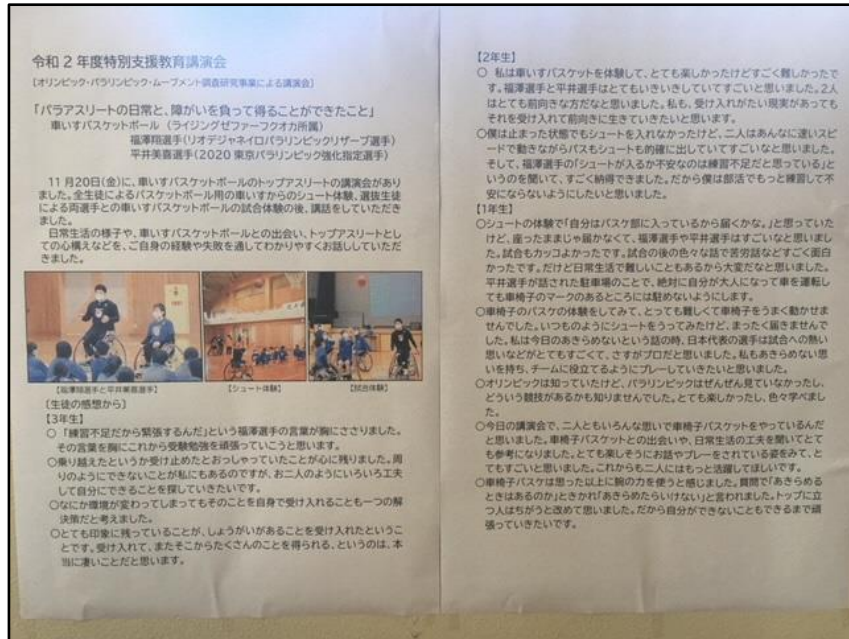 令和２年度特別支援教育講演会
[オリンピック・パラリンピック・ムーブメント調査研究事業による講演会]
「パラアスリートの日常と、障がいを負って得ることができたこと」
車いすバスケットボール （ライジングゼファーフクオカ所属）
福澤翔選手(リオデジャネイロパラリンピックリザーブ選手)
平井美喜選手(2020 東京パラリンピック強化指定選手)
11月20日(金)に、車いすバスケットボールのトップアスリートの講演会があり
ました。全生徒によるバスケットボール用の車いすからのシュート体験、選抜生徒
による両選手との車いすバスケットボールの試合体験の後、講話をしていただき
ました。
日常生活の様子や、車いすバスケットボールとの出会い、トップアスリートとし
ての心構えなどを、ご自身の経験や失敗を通してわかりやすくお話ししていただ
きました。
【福澤翔選手と平井美喜選手】
【シュート体験】
【試合体験】
〔生徒の感想から〕
【3年生】
○ 「練習不足だから緊張するんだ」という福澤選手の言葉が胸にささりました。
その言葉を胸にこれから受験勉強を頑張っていこうと思います。
○乗り越えたというか受け止めたとおっしゃっていたことが心に残りました。周
りのようにできないことが私にもあるのですが、お二人のようにいろいろ工夫
して自分にできることを探していきたいです。
○なにか環境が変わってしまってもそのことを自身で受け入れることも一つの解
決策だと考えました。
○とても印象に残っていることが、しょうがいがあることを受け入れたというこ
とです。受け入れて、またそこからたくさんのことを得られる、というのは、本
当に凄いことだと思います。
【2年生】
○ 私は車いすバスケットを体験して、とても楽しかったけどすごく難しかったで
す。福澤選手と平井選手はとてもいきいきしていてすごいと思いました。2人
はとても前向きな方だなと思いました。私も、受け入れがたい現実があっても
それを受け入れて前向きに生きていきたいと思います。
○僕は止まった状態でもシュートを入れなかったけど、二人はあんなに速いスピ
ードで動きながらパスもシュートも的確に出していてすごいなと思いました。
そして、福澤選手の「シュートが入るか不安なのは練習不足だと思っている」と
いうのを聞いて、すごく納得できました。だから僕は部活でもっと練習して不
安にならないようにしたいと思いました。
【1年生】
○シュートの体験で「自分はバスケ部に入っているから届くかな。」と思っていた
けど、座ったままじゃ届かなくて、福澤選手や平井選手はすごいなと思いまし
た。試合もカッコよかったです。試合の後の色々な話で苦労話などすごく面白
かったです。だけど日常生活で難しいこともあるから大変だなと思いました。
平井選手が話された駐車場のことで、絶対に自分が大人になって車を運転し
ても車椅子のマークのあるところには駐めないようにします。
○車椅子のバスケの体験をしてみて、とっても難しくて車椅子をうまく動かせま
せんでした。いつものようにシュートをうってみたけど、まったく届きませんで
した。私は今日のあきらめないという話の時、日本代表の選手は試合への熱い
思いなどがとてもすごくて、さすがプロだと思いました。私もあきらめない思
いを持ち、チームに役立てるようにプレーしていきたいと思いました。
○オリンピックは知っていたけど、パラリンピックはぜんぜん見ていなかったし、
どういう競技があるかも知りませんでした。とても楽しかったし、色々学べまし
た。
○今日の講演会で、二人ともいろんな思いで車椅子バスケットをやっているんだ
と思いました。車椅子バスケットとの出会いや、日常生活の工夫を聞いてとて
も参考になりました。とても楽しそうにお話やプレーをされている姿をみて、と
てもすごいと思いました。これからも二人にはもっと活躍してほしいです。
○車椅子バスケは思った以上に腕の力を使うと感じました。質問で「あきらめる
ときはあるのか」ときかれ「あきらめたらいけない」と言われました。トップに立
つ人はちがうと改めて思いました。だから自分ができないこともできるまで頑
張っていきたいです。